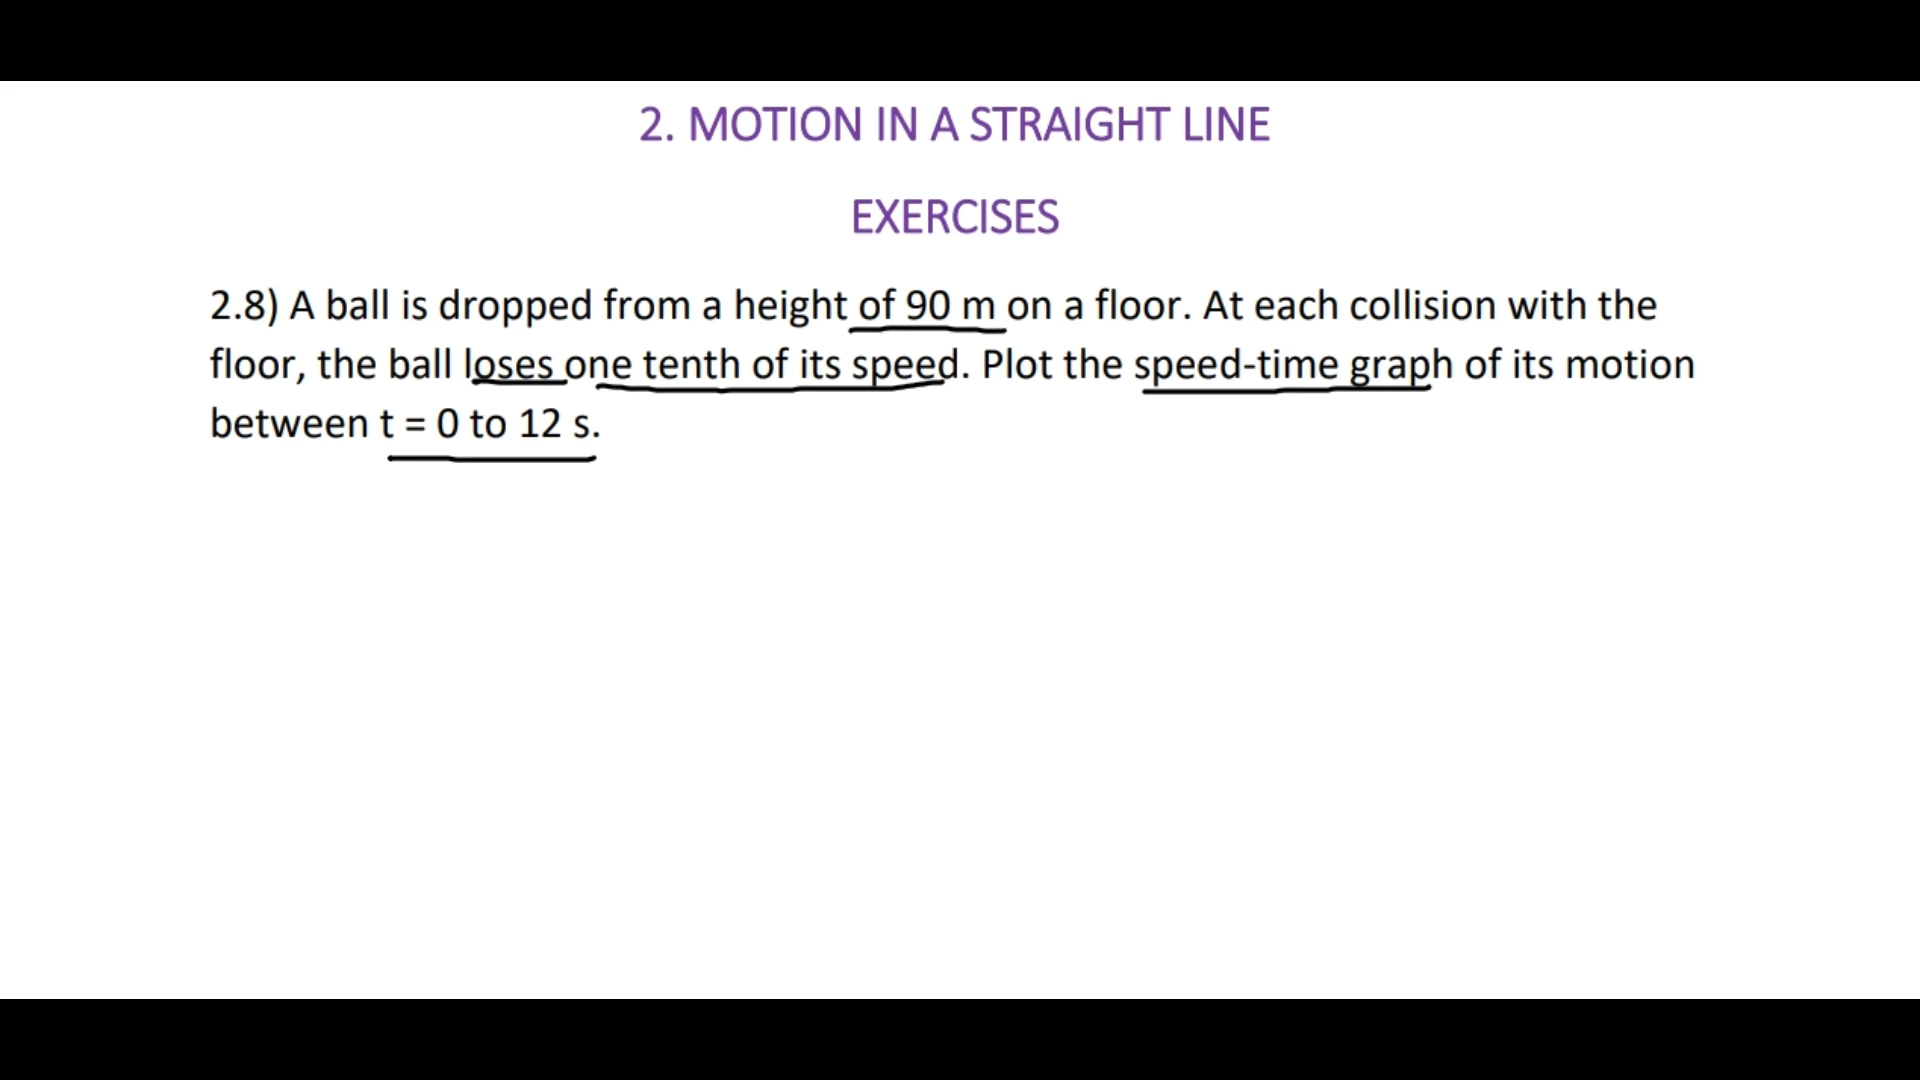 2. MOTION IN A STRAIGHT LINE
EXERCISES
2.8) A ball is dropped from a height of 90 m on a floor. At each collision with the
floor, the ball loses one tenth of its speed. Plot the speed-time graph of its motion
between t = 0 to 12 s.